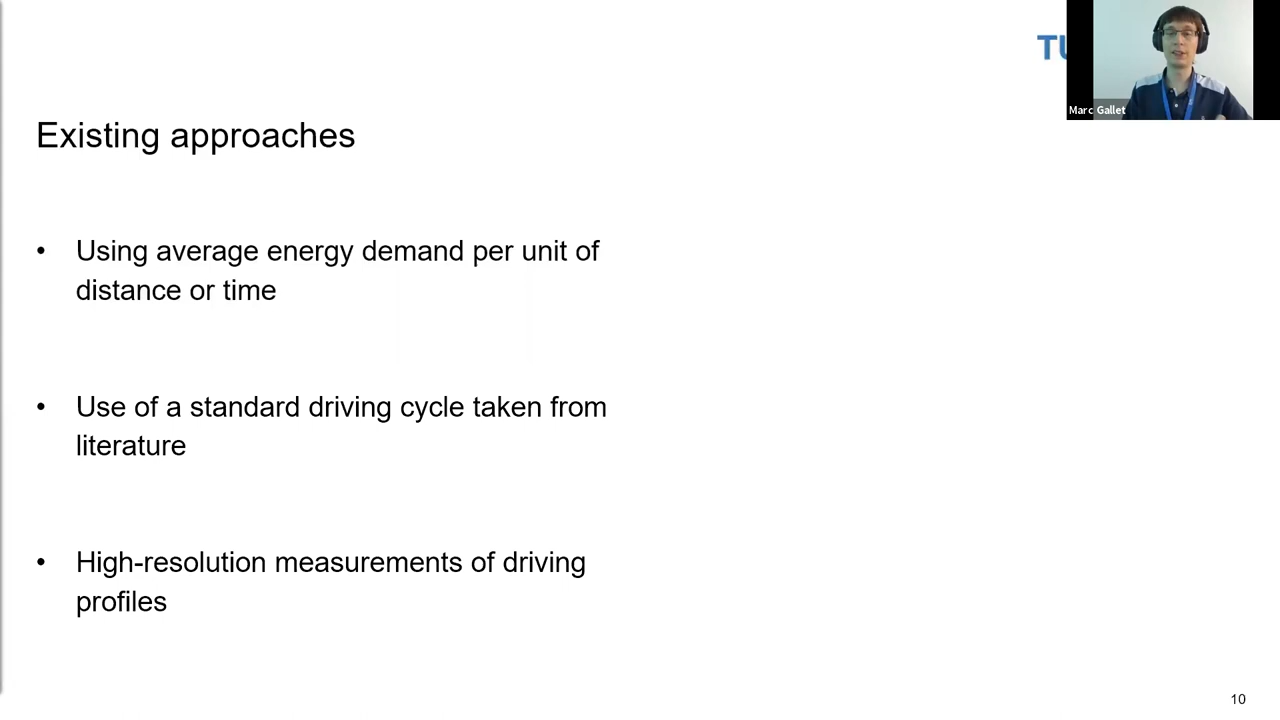 TU
Marc Gallet
Existing approaches
• Using average energy demand per unit of
distance or time
• Use of a standard driving cycle taken from
literature
• High-resolution measurements of driving
profiles
10